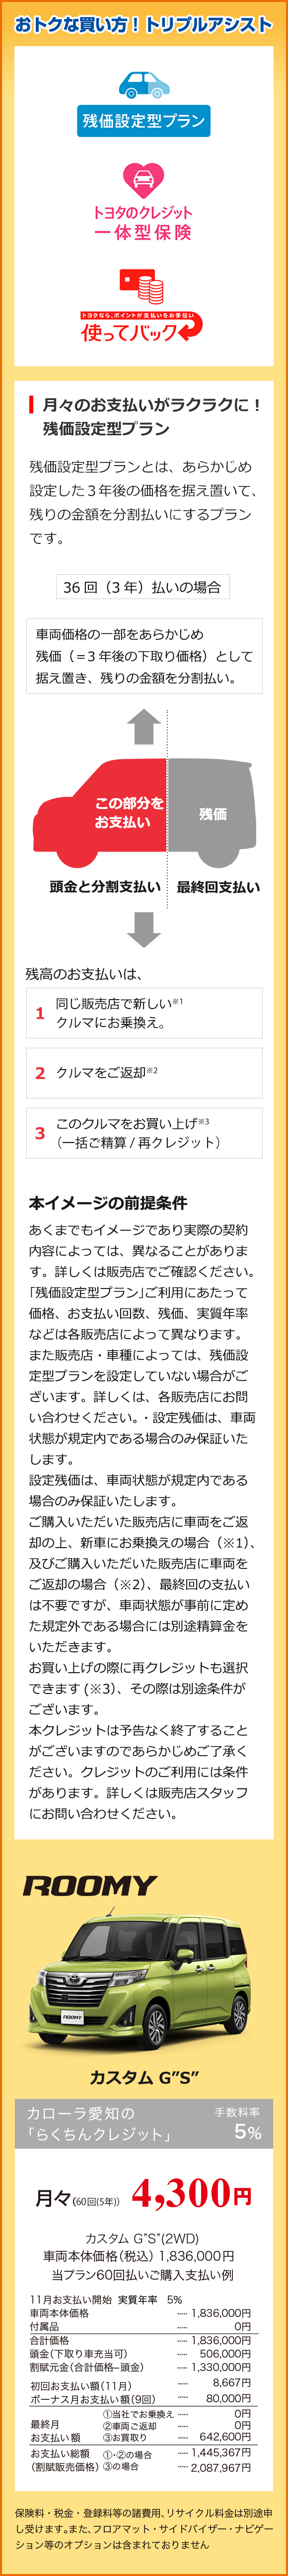 おトクな買い方！トリプルアシスト
残価設定型プラン
トヨタのクレジット
一体型保険
トヨタなら、ポイントが支払いをお手伝い
使ってバック
月々のお支払いがラクラクに！
残価設定型プラン
残価設定型プランとは、あらかじめ
設定した３年後の価格を据え置いて、
残りの金額を分割払いにするプラン
です。
36 回（3 年）払いの場合
車両価格の一部をあらかじめ
残価（＝3 年後の下取り価格）として
据え置き、残りの金額を分割払い。
この部分を
お支払い
残価
頭金と分割支払い 最終回支払い
残高のお支払いは、
1 同じ販売店で新しい※1
クルマにお乗換え。
2 クルマをご返却※2
3 このクルマをお買い上げ※3
（一括ご精算 / 再クレジット）
本イメージの前提条件
あくまでもイメージであり実際の契約
内容によっては、異なることがありま
す。詳しくは販売店でご確認ください。
「残価設定型プラン」ご利用にあたって
価格、お支払い回数、残価、実質年率
などは各販売店によって異なります。
また販売店・車種によっては、残価設
定型プランを設定していない場合がご
ざいます。詳しくは、各販売店にお問
い合わせください。・設定残価は、車両
状態が規定内である場合のみ保証いた
します。
設定残価は、車両状態が規定内である
場合のみ保証いたします。
ご購入いただいた販売店に車両をご返
却の上、新車にお乗換えの場合（※1）、
及びご購入いただいた販売店に車両を
ご返却の場合（※2）、最終回の支払い
は不要ですが、車両状態が事前に定め
た規定外である場合には別途精算金を
いただきます。
お買い上げの際に再クレジットも選択
できます (※3）、その際は別途条件が
ございます。
本クレジットは予告なく終了すること
がございますのであらかじめご了承く
ださい。クレジットのご利用には条件
があります。詳しくは販売店スタッフ
にお問い合わせください。
ROOMY
ROOMY
カスタム G”S”
カローラ愛知の 手数料率
「らくちんクレジット」 5%
月々（60回(5年)） 4,300円
カスタム G”S”(2WD)
車両本体価格（税込）1,836,000円
当プラン60回払いご購入支払い例
11月お支払い開始 実質年率 5%
車両本体価格 ····· 1,836,000円
付属品 ····· 0円
合計価格 ····· 1,836,000円
頭金（下取り車充当可） ····· 506,000円
割賦元金（合計価格−頭金） ····· 1,330,000円
初回お支払い額（11月） ····· 8,667円
ボーナス月お支払い額（9回） ····· 80,000円
最終月 ①当社でお乗換え ····· 0円
②車両ご返却 ····· 0円
お支払い額 ③お買取り ····· 642,600円
お支払い総額 ①・②の場合 ····· 1,445,367円
（割賦販売価格） ③の場合 ····· 2,087,967円
保険料・税金・登録料等の諸費用、リサイクル料金は別途申
し受けます。また、フロアマット・サイドバイザー・ナビゲー
ション等のオプションは含まれておりません